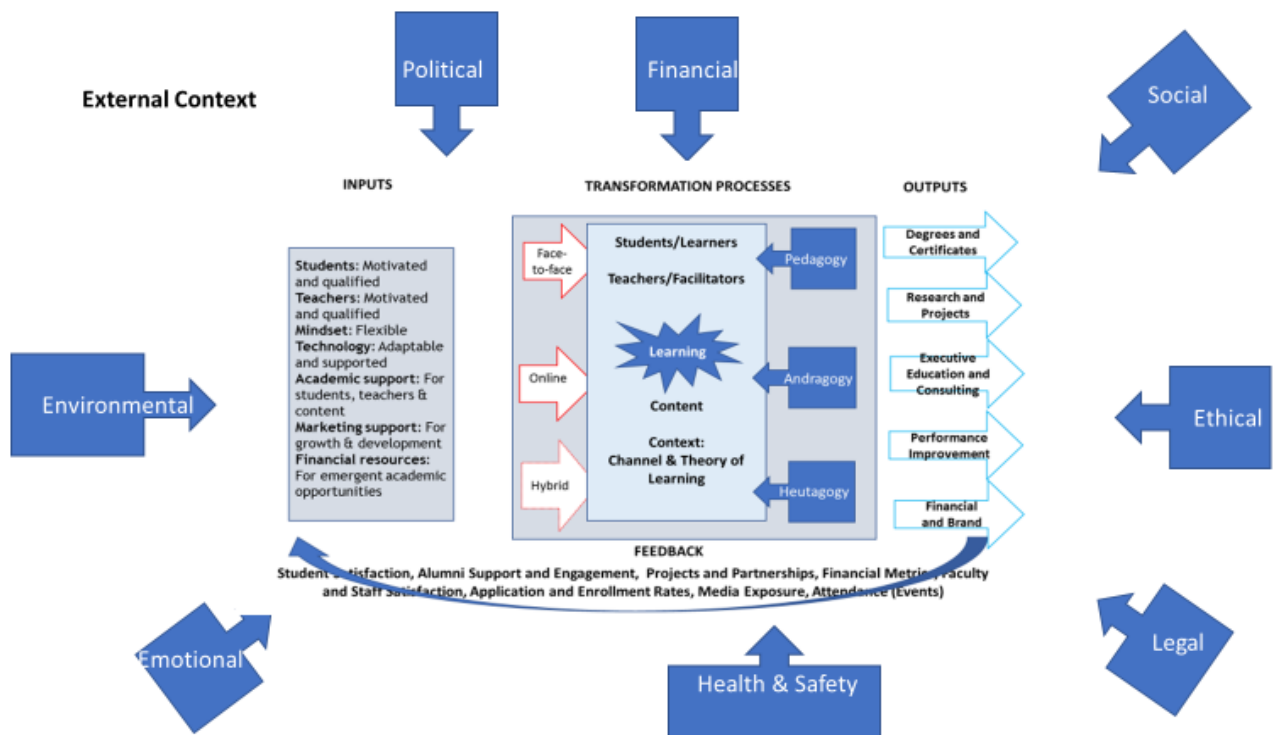 Political
Financial
Social
External Context
INPUTS
TRANSFORMATION PROCESSES
OUTPUTS
Students: Motivated
and qualified
Teachers: Motivated
and qualified
Mindset: Flexible
Technology: Adaptable
and supported
Academic support: For
students, teachers &
content
Marketing support: For
growth & development
Financial resources:
For emergent academic
opportunities
Face-
to-face
Online
Hybrid
Students/Learners
Teachers/Facilitators
Learning
Content
Context:
Channel & Theory of
Learning
Pedagogy
Andragogy
Heutagogy
Degrees and
Certificates
Research and
Projects
Executive
Education and
Consulting
Performance
Improvement
Financial
and Brand
Environmental
Ethical
FEEDBACK
Student Satisfaction, Alumni Support and Engagement, Projects and Partnerships, Financial Metrics, Faculty
and Staff Satisfaction, Application and Enrollment Rates, Media Exposure, Attendance (Events)
Emotional
Health & Safety
Legal